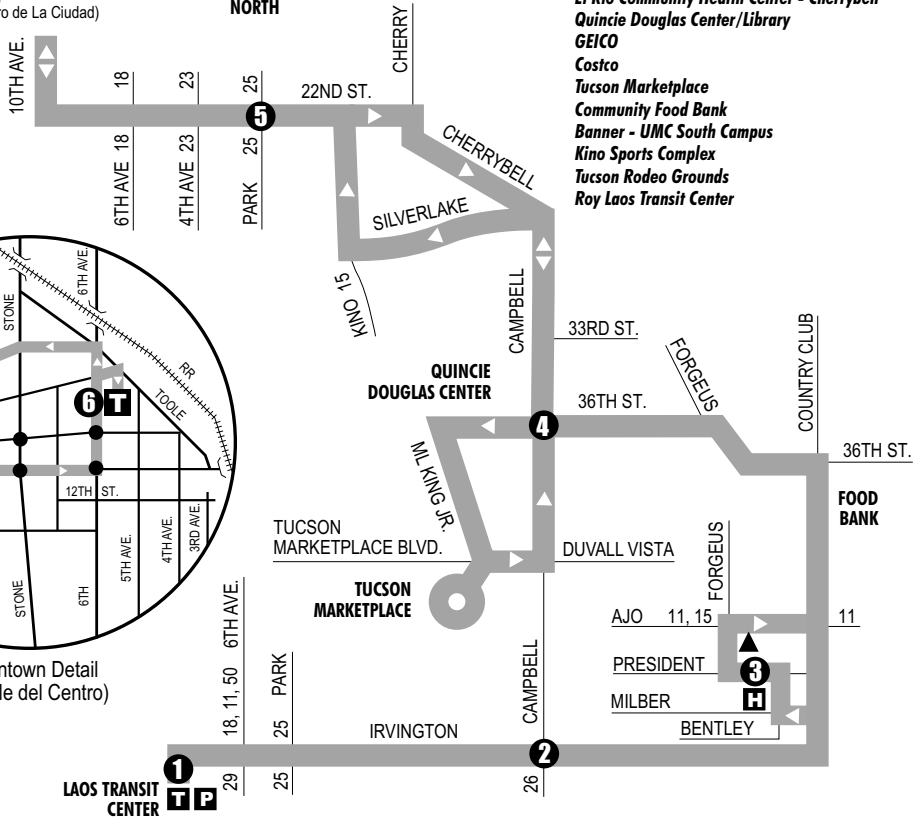 ro de La Ciudad)
NORTH
El Rio Community Health Center - Cherrybell
Quincie Douglas Center/Library
GEICO
Costco
Tucson Marketplace
Community Food Bank
Banner - UMC South Campus
Kino Sports Complex
Tucson Rodeo Grounds
Roy Laos Transit Center
10TH AVE.
18
23
25
22ND ST.
CHERRY
5
6TH AVE 18
4TH AVE 23
PARK 25
CHERRYBELL
SILVERLAKE
KINO 15
CAMPBELL
33RD ST.
STONE
6TH AVE.
RR
TOOLE
6 T
12TH ST.
5TH AVE.
4TH AVE.
3RD AVE.
STONE
6TH
ntown Detail
le del Centro)
QUINCIE
DOUGLAS CENTER
4
36TH ST.
FORGEUS
COUNTRY CLUB
36TH ST.
FOOD
BANK
ML KING JR.
TUCSON
MARKETPLACE BLVD.
DUVALL VISTA
TUCSON
MARKETPLACE
FORGEUS
AJO 11, 15
11
PRESIDENT
3
H
MILBER
BENTLEY
18, 11, 50 6TH AVE.
25 PARK
CAMPBELL
IRVINGTON
2
1
29
25
26
LAOS TRANSIT
CENTER
T P